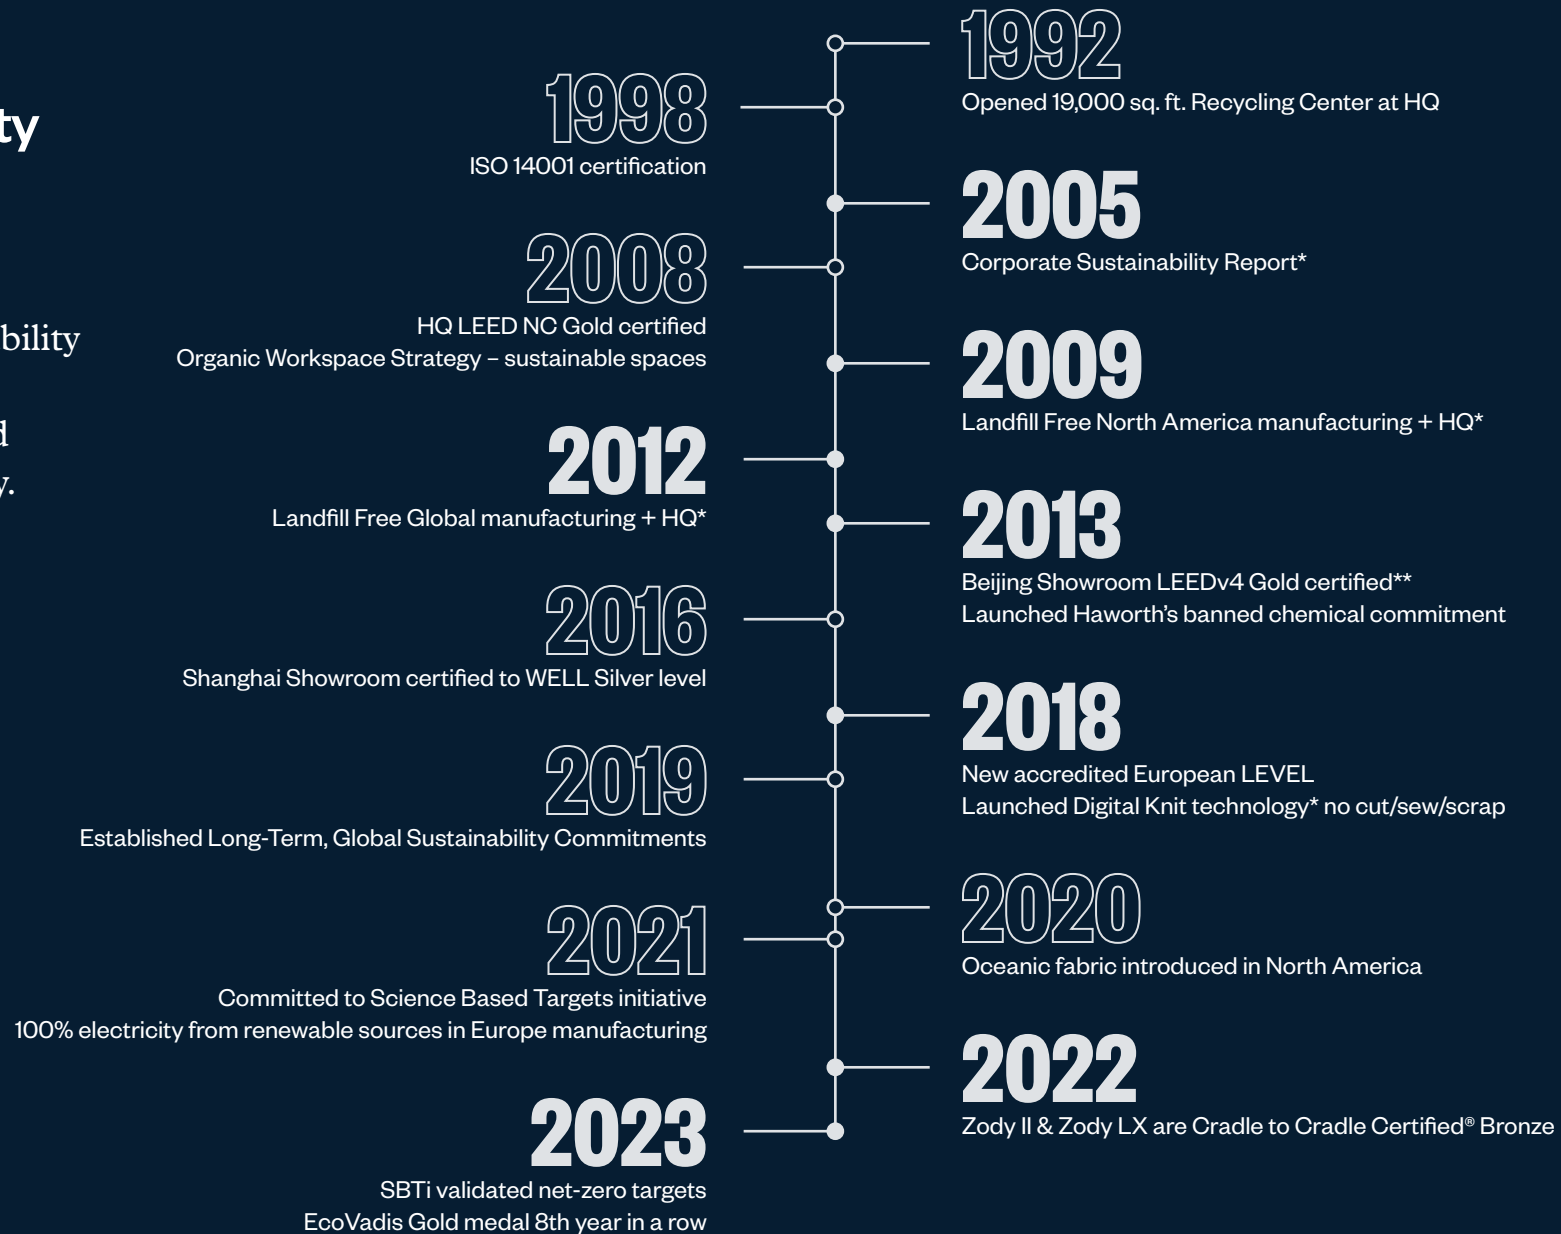 ty
bility
d
y.
1992
Opened 19,000 sq. ft. Recycling Center at HQ
1998
ISO 14001 certification
2005
Corporate Sustainability Report*
2008
HQ LEED NC Gold certified
Organic Workspace Strategy – sustainable spaces
2009
Landfill Free North America manufacturing + HQ*
2012
Landfill Free Global manufacturing + HQ*
2013
Beijing Showroom LEEDv4 Gold certified**
Launched Haworth’s banned chemical commitment
2016
Shanghai Showroom certified to WELL Silver level
2018
New accredited European LEVEL
Launched Digital Knit technology* no cut/sew/scrap
2019
Established Long-Term, Global Sustainability Commitments
2020
Oceanic fabric introduced in North America
2021
Committed to Science Based Targets initiative
100% electricity from renewable sources in Europe manufacturing
2022
Zody II & Zody LX are Cradle to Cradle Certified® Bronze
2023
SBTi validated net-zero targets
EcoVadis Gold medal 8th year in a row